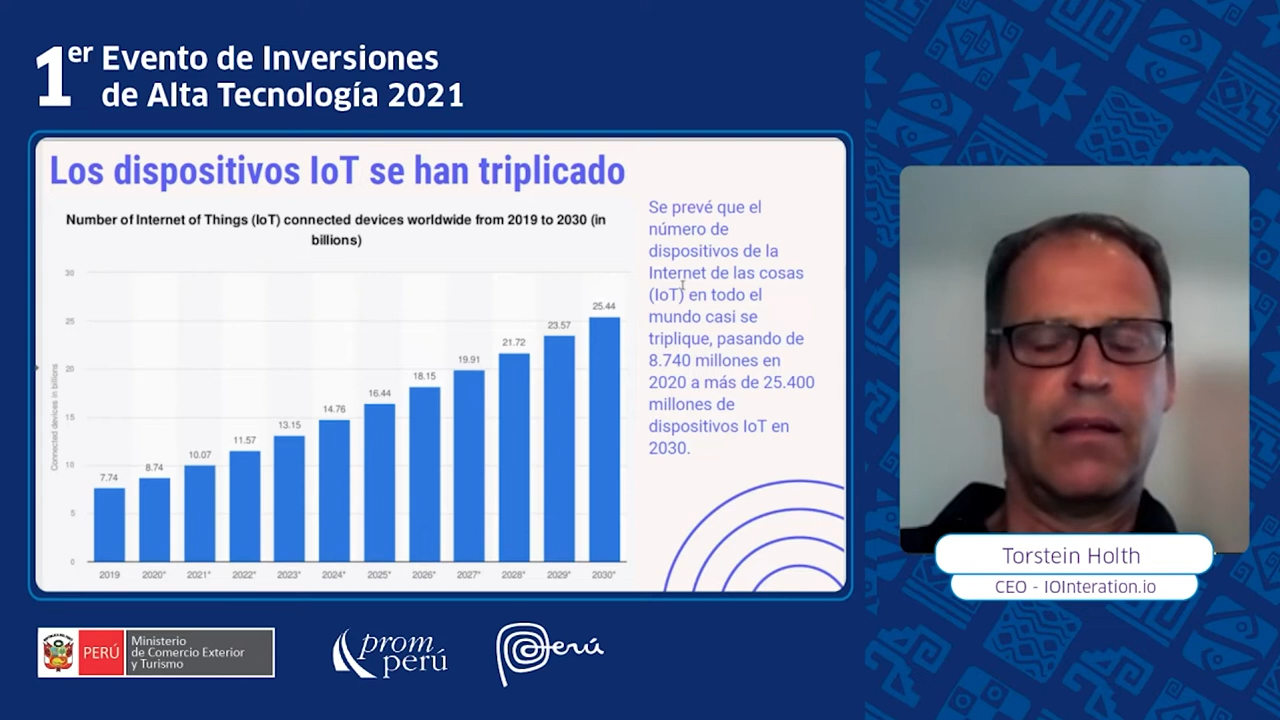 1er Evento de Inversiones
de Alta Tecnología 2021
Los dispositivos IoT se han triplicado
Number of Internet of Things (IoT) connected devices worldwide from 2019 to 2030 (in
billions)
Connected devices in billions
30
25
20
15
10
5
0
7.74
8.74
10.07
11.57
13.15
14.76
16.44
18.15
19.91
21.72
23.57
25.44
2019
2020*
2021*
2022*
2023*
2024*
2025*
2026*
2027*
2028*
2029*
2030*
Se prevé que el
número de
dispositivos de la
Internet de las cosas
(IoT) en todo el
mundo casi se
triplique, pasando de
8.740 millones en
2020 a más de 25.400
millones de
dispositivos IoT en
2030.
Torstein Holth
CEO - IOInteration.io
PERÚ
Ministerio
de Comercio Exterior
y Turismo
prom
perú
Perú